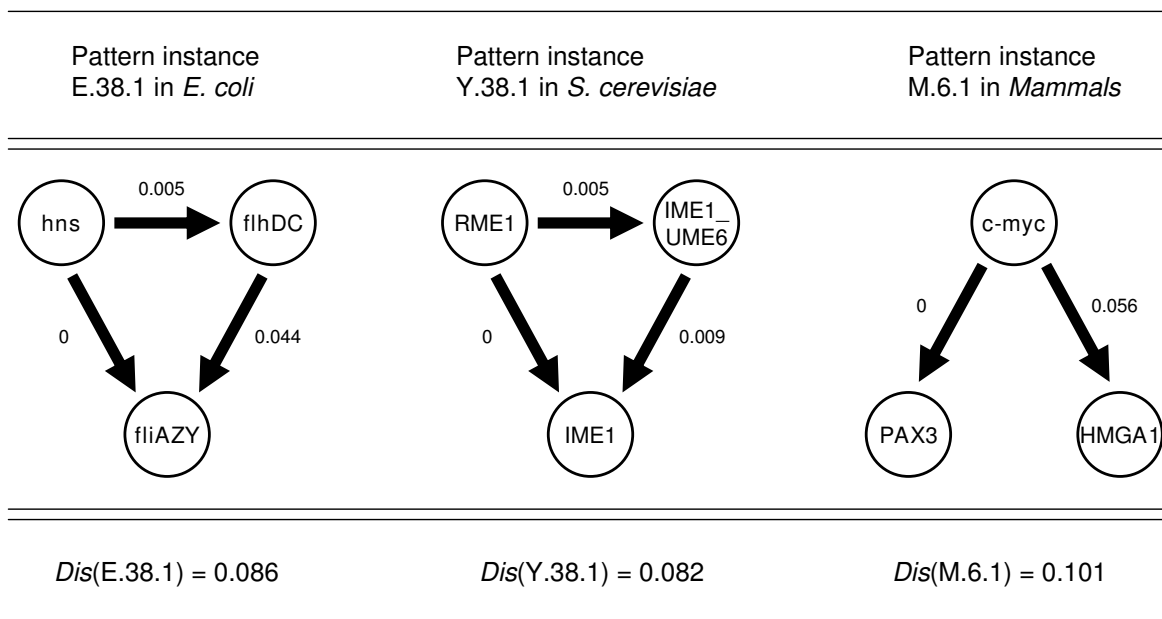 Pattern instance
E.38.1 in E. coli
Pattern instance
Y.38.1 in S. cerevisiae
Pattern instance
M.6.1 in Mammals
hns
0.005
flhDC
0
0.044
fliAZY
RME1
0.005
IME1_
UME6
0
0.009
IME1
c-myc
0
0.056
PAX3
HMGA1
Dis(E.38.1) = 0.086
Dis(Y.38.1) = 0.082
Dis(M.6.1) = 0.101